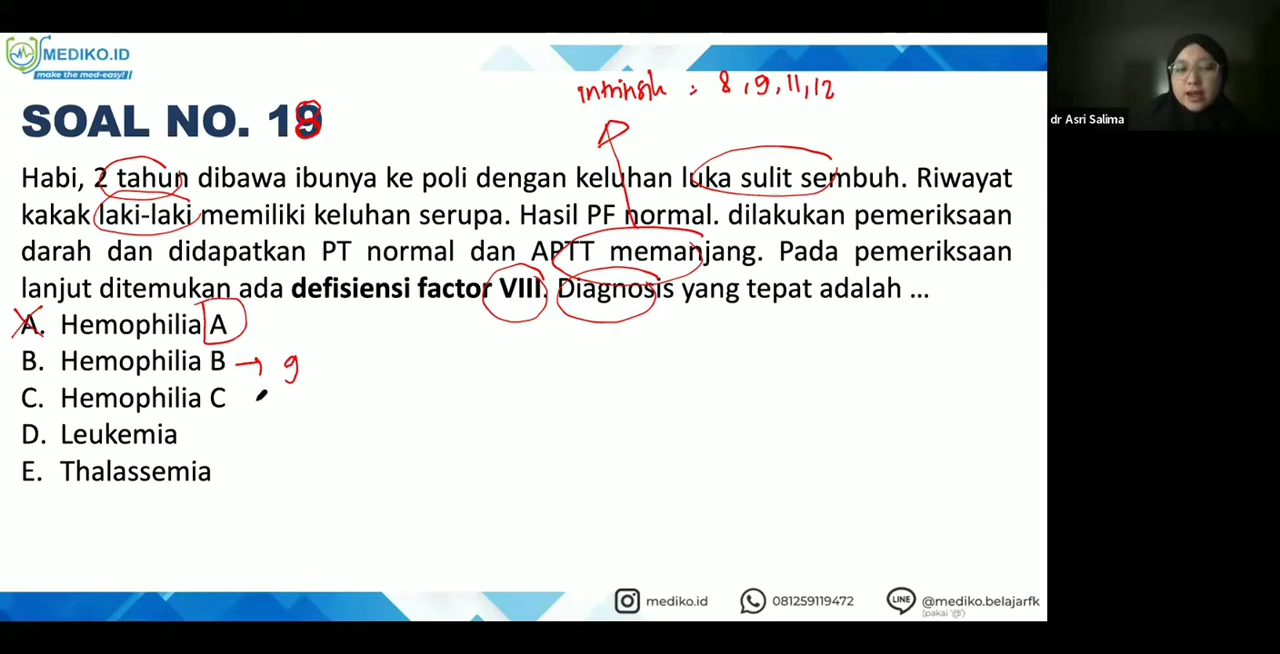 MEDIKO.ID
make the med-easy!
intrinsik : 8, 9, 11, 12
SOAL NO. 18
dr Asri Salima
Habi, 2 tahun dibawa ibunya ke poli dengan keluhan luka sulit sembuh. Riwayat
kakak laki-laki memiliki keluhan serupa. Hasil PF normal. dilakukan pemeriksaan
darah dan didapatkan PT normal dan APTT memanjang. Pada pemeriksaan
lanjut ditemukan ada defisiensi factor VIII. Diagnosis yang tepat adalah ...
A. Hemophilia A
B. Hemophilia B → 9
C. Hemophilia C
D. Leukemia
E. Thalassemia
mediko.id
081259119472
LINE
@mediko.belajarfk
(pakai '@')